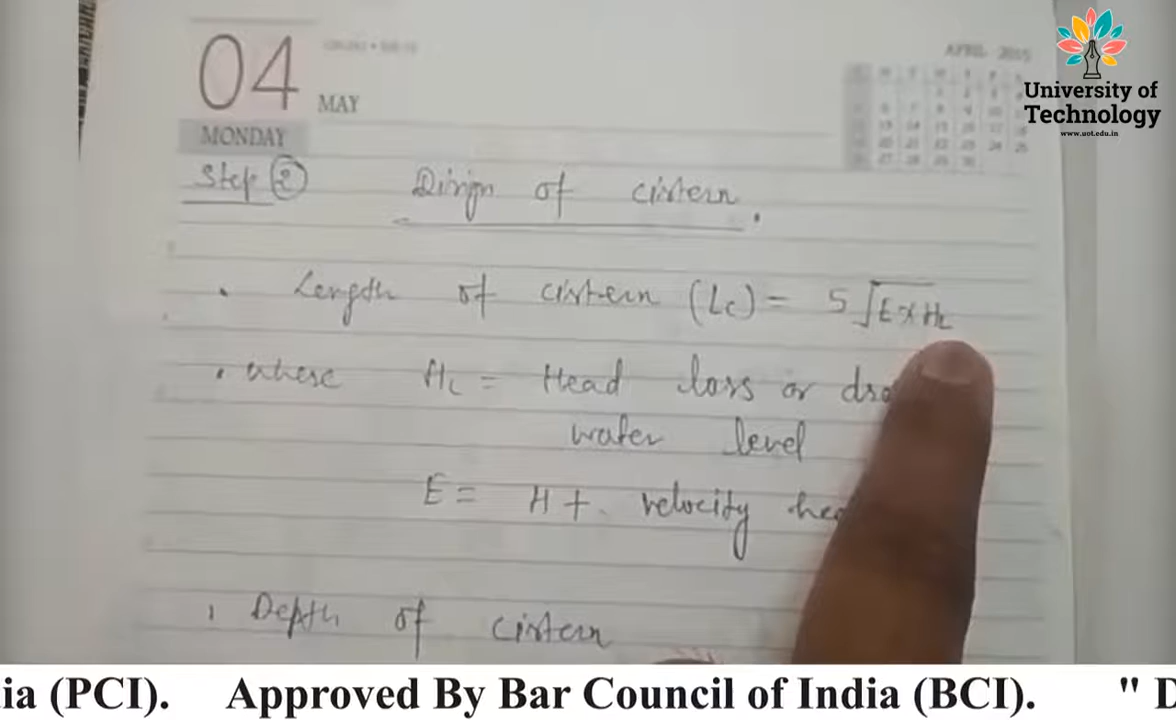 04
MAY
MONDAY
APRIL 2015
University of
Technology
www.uot.edu.in
Step (2) Dirign of cistern.
. Length of cistern (Lc) = 5√E×HL
. where HL = Head loss or
water level
E = H + velocity
. Depth of cistern
ia (PCI). Approved By Bar Council of India (BCI). "